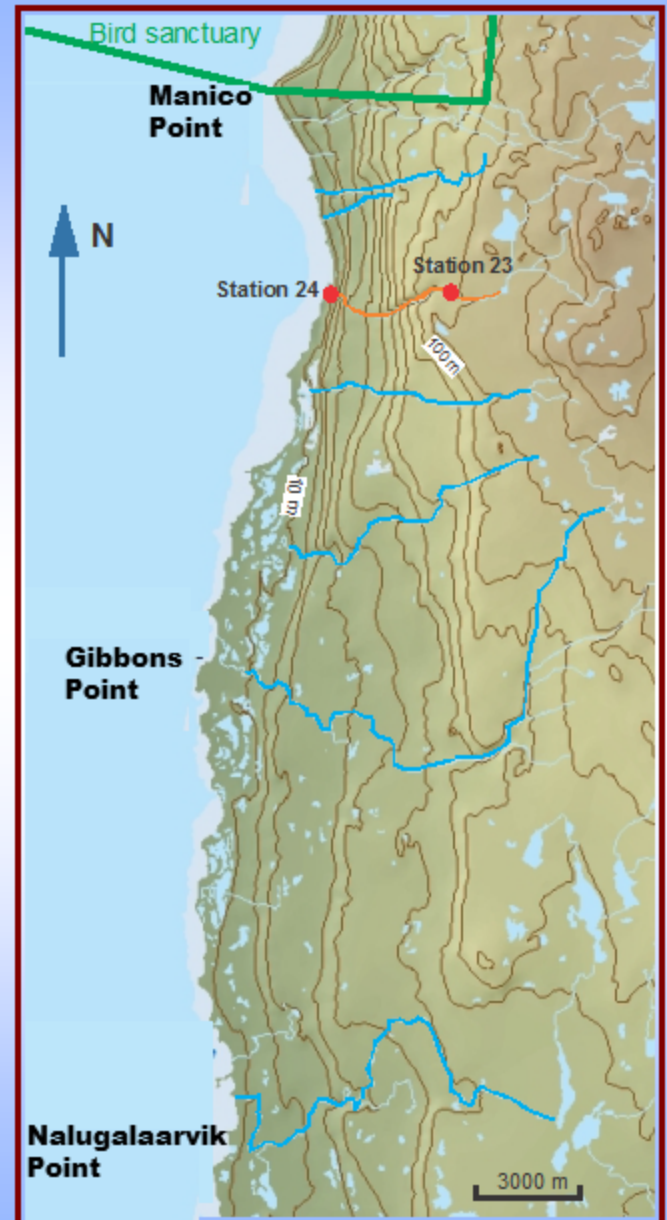 Bird sanctuary
Manico
Point
N
Station 23
Station 24
100 m
10 m
Gibbons
Point
Nalugalaarvik
Point
3000 m